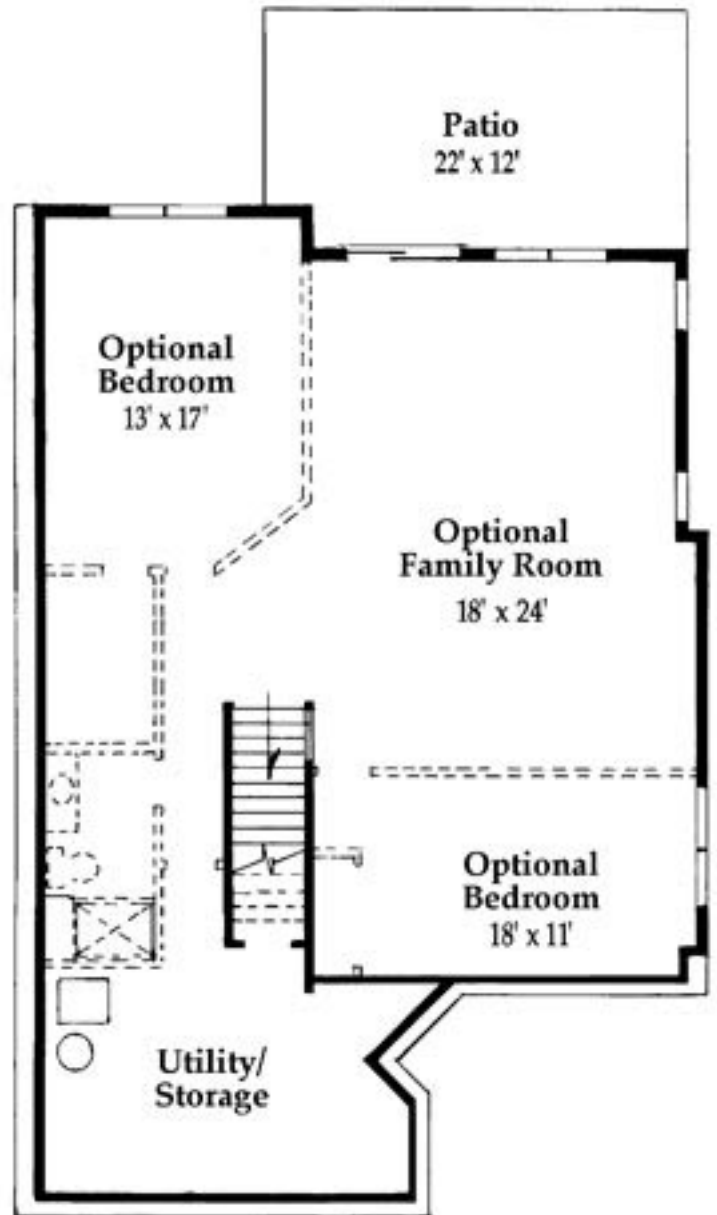 Patio
22' x 12'
Optional
Bedroom
13' x 17'
Optional
Family Room
18' x 24'
Optional
Bedroom
18' x 11'
Utility/
Storage